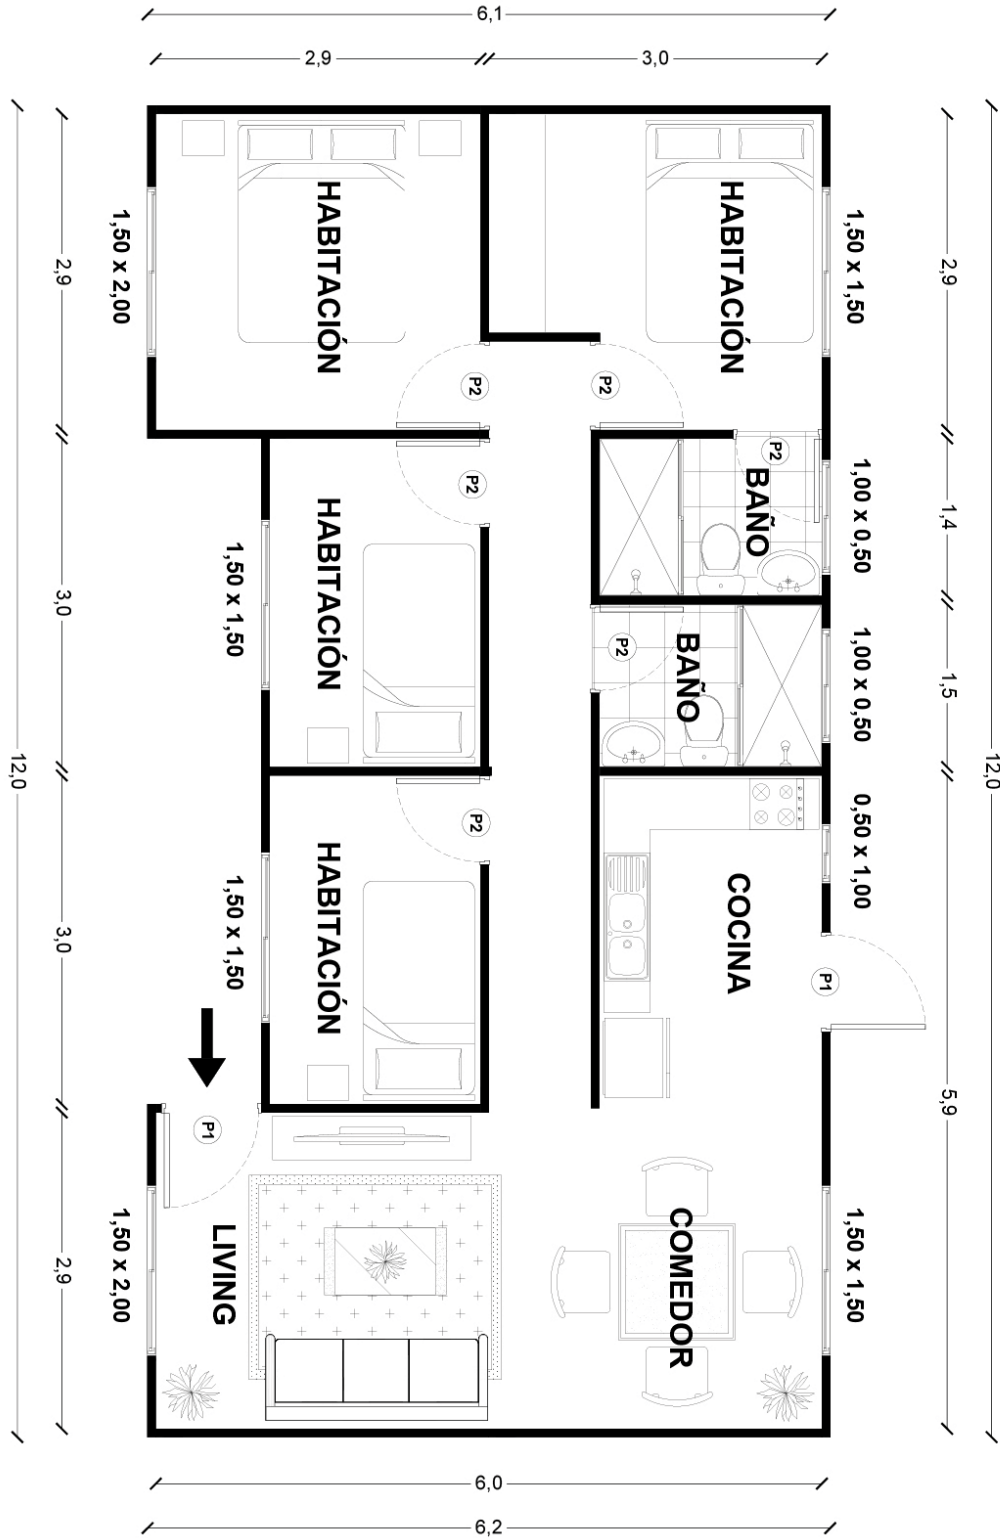 6,1
2,9
3,0
HABITACIÓN
HABITACIÓN
1,50 x 2,00
1,50 x 1,50
2,9
2,9
P2
P2
P2
P2
BAÑO
1,00 x 0,50
1,4
HABITACIÓN
1,50 x 1,50
3,0
P2
BAÑO
1,00 x 0,50
1,5
12,0
12,0
P2
0,50 x 1,00
COCINA
HABITACIÓN
1,50 x 1,50
3,0
P1
5,9
P1
LIVING
COMEDOR
1,50 x 2,00
1,50 x 1,50
2,9
6,0
6,2